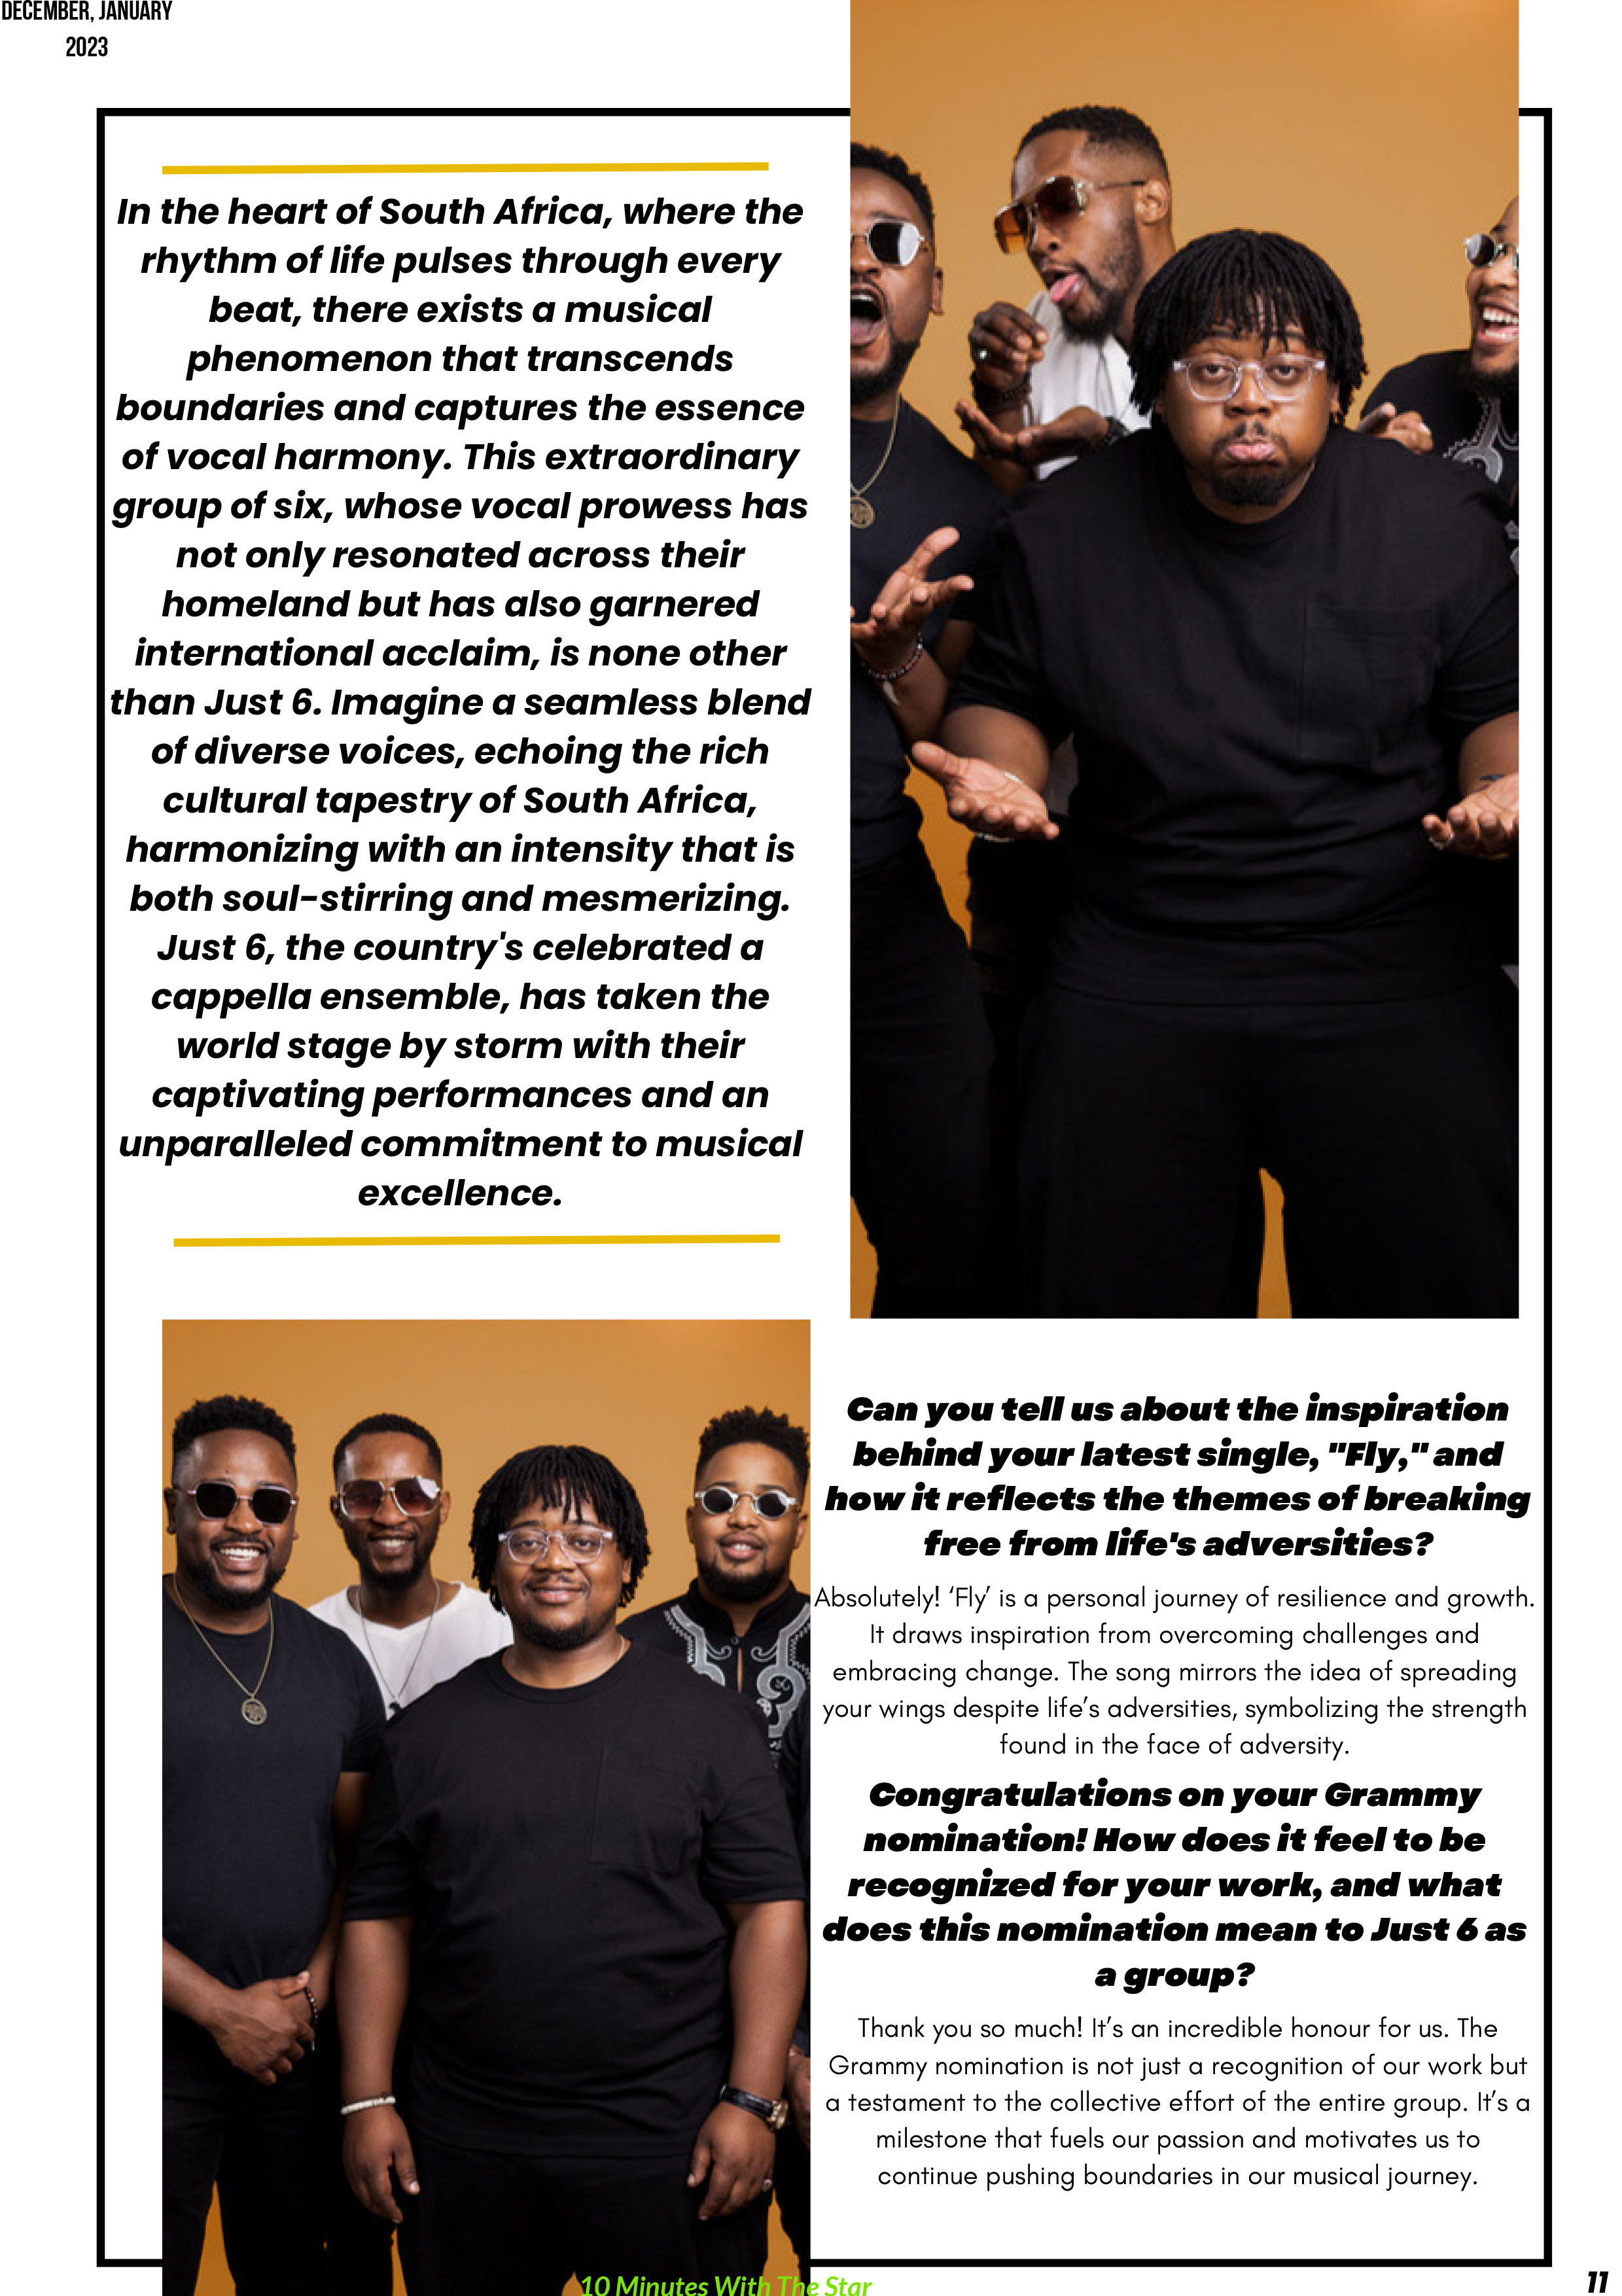 DECEMBER, JANUARY
2023
In the heart of South Africa, where the
rhythm of life pulses through every
beat, there exists a musical
phenomenon that transcends
boundaries and captures the essence
of vocal harmony. This extraordinary
group of six, whose vocal prowess has
not only resonated across their
homeland but has also garnered
international acclaim, is none other
than Just 6. Imagine a seamless blend
of diverse voices, echoing the rich
cultural tapestry of South Africa,
harmonizing with an intensity that is
both soul-stirring and mesmerizing.
Just 6, the country's celebrated a
cappella ensemble, has taken the
world stage by storm with their
captivating performances and an
unparalleled commitment to musical
excellence.
Can you tell us about the inspiration
behind your latest single, "Fly," and
how it reflects the themes of breaking
free from life's adversities?
Absolutely! ‘Fly’ is a personal journey of resilience and growth.
It draws inspiration from overcoming challenges and
embracing change. The song mirrors the idea of spreading
your wings despite life’s adversities, symbolizing the strength
found in the face of adversity.
Congratulations on your Grammy
nomination! How does it feel to be
recognized for your work, and what
does this nomination mean to Just 6 as
a group?
Thank you so much! It’s an incredible honour for us. The
Grammy nomination is not just a recognition of our work but
a testament to the collective effort of the entire group. It’s a
milestone that fuels our passion and motivates us to
continue pushing boundaries in our musical journey.
10 Minutes With The Star
11